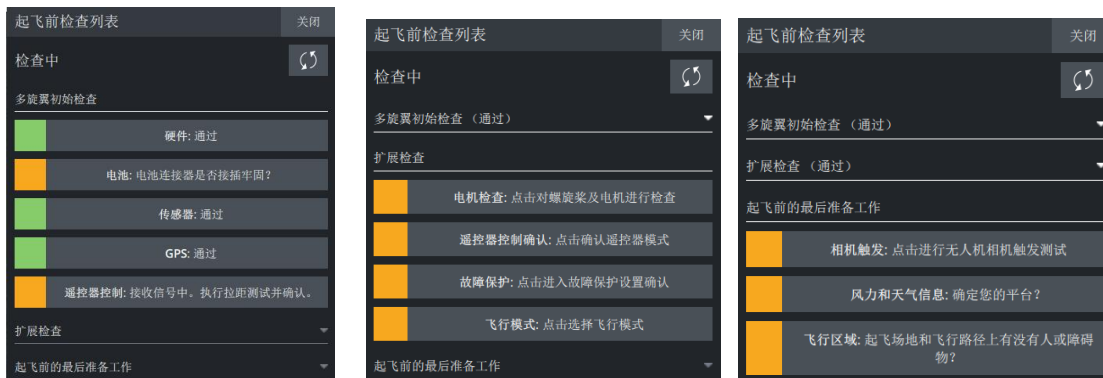 起飞前检查列表 关闭
检查中
多旋翼初始检查
硬件: 通过
电池: 电池连接器是否接插牢固?
传感器: 通过
GPS: 通过
遥控器控制: 接收信号中。执行拉距测试并确认。
扩展检查
起飞前的最后准备工作
起飞前检查列表 关闭
检查中
多旋翼初始检查 (通过)
扩展检查
电机检查: 点击对螺旋桨及电机进行检查
遥控器控制确认: 点击确认遥控器模式
故障保护: 点击进入故障保护设置确认
飞行模式: 点击选择飞行模式
起飞前的最后准备工作
起飞前检查列表 关闭
检查中
多旋翼初始检查 (通过)
扩展检查 (通过)
起飞前的最后准备工作
相机触发: 点击进行无人机相机触发测试
风力和天气信息: 确定您的平台?
飞行区域: 起飞场地和飞行路径上有没有人或障碍
物?